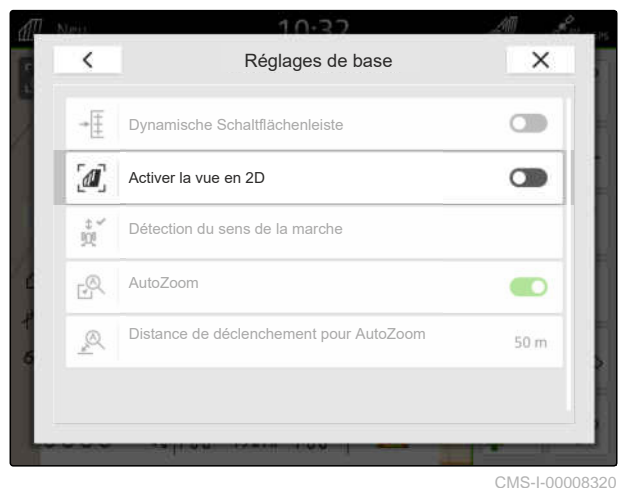 Neu 10:32
Réglages de base
Dynamische Schaltflächenleiste
Activer la vue en 2D
Détection du sens de la marche
AutoZoom
Distance de déclenchement pour AutoZoom 50 m
CMS-I-00008320